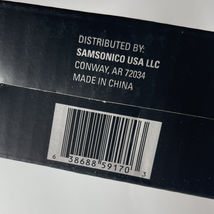 DISTRIBUTED BY:
SAMSONICO USA LLC
CONWAY, AR 72034
MADE IN CHINA
6 38688 59170 3